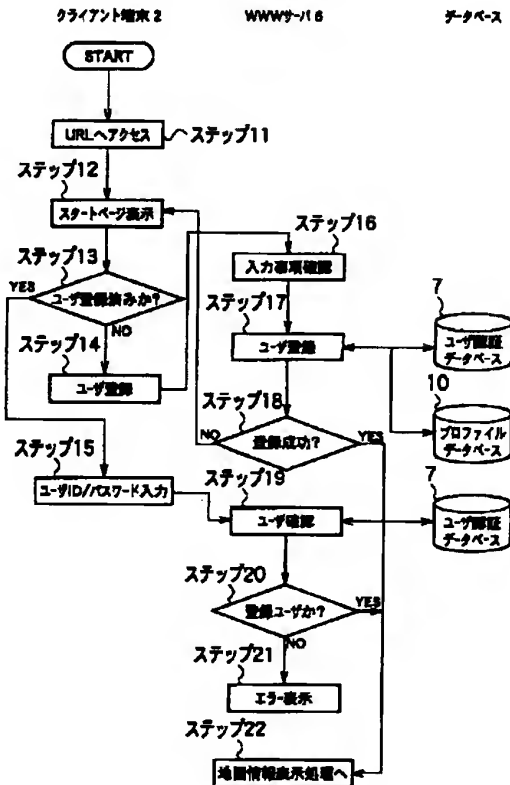 クライアント端末 2
WWWサーバ 6
データベース
START
URLへアクセス
ステップ11
ステップ12
スタートページ表示
ステップ13
YES
ユーザ登録済みか?
NO
ステップ14
ユーザ登録
ステップ15
ユーザID/パスワード入力
ステップ16
入力事項確認
ステップ17
ユーザ登録
7
ユーザ認証
データベース
ステップ18
NO
登録成功?
YES
10
プロファイル
データベース
ステップ19
ユーザ確認
7
ユーザ認証
データベース
ステップ20
登録ユーザか?
YES
NO
ステップ21
エラー表示
ステップ22
地図情報表示処理へ